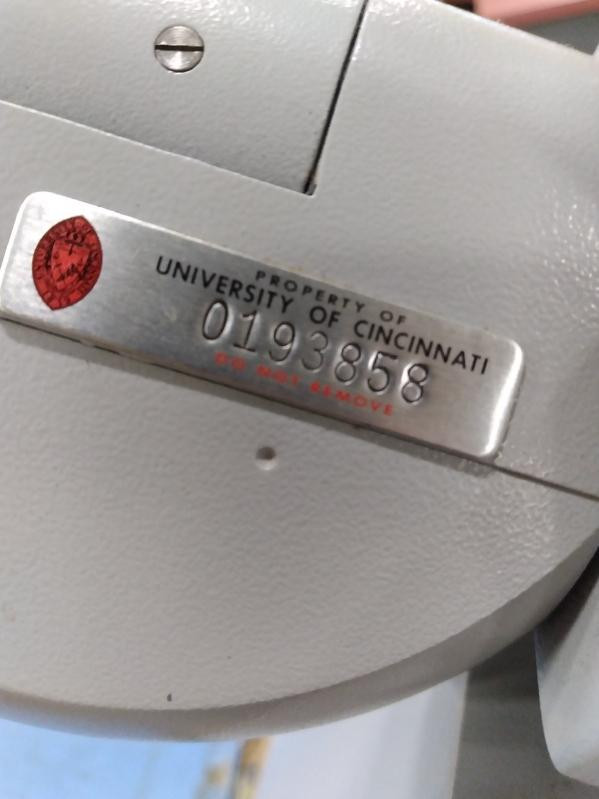 PROPERTY OF
UNIVERSITY OF CINCINNATI
0193858
DO NOT REMOVE